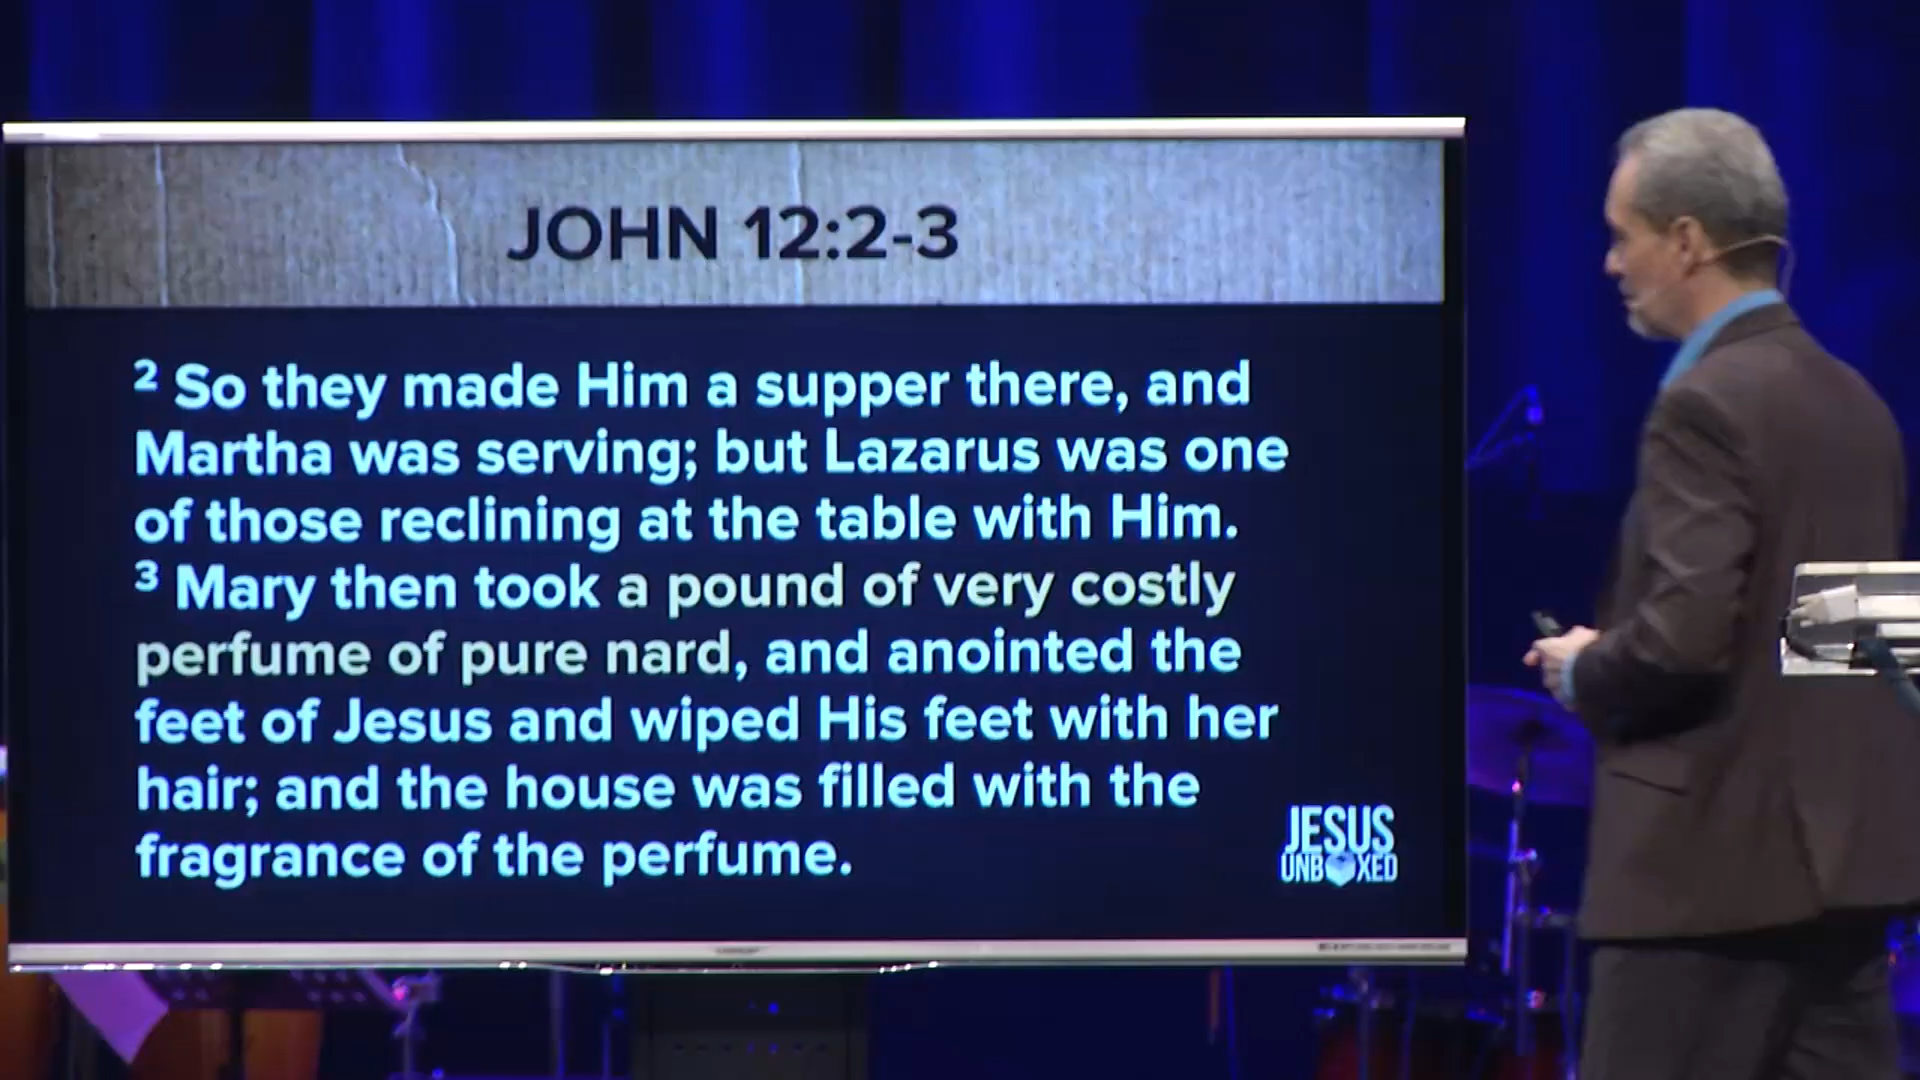 JOHN 12:2-3
² So they made Him a supper there, and
Martha was serving; but Lazarus was one
of those reclining at the table with Him.
³ Mary then took a pound of very costly
perfume of pure nard, and anointed the
feet of Jesus and wiped His feet with her
hair; and the house was filled with the
fragrance of the perfume.
JESUS
UNBOXED